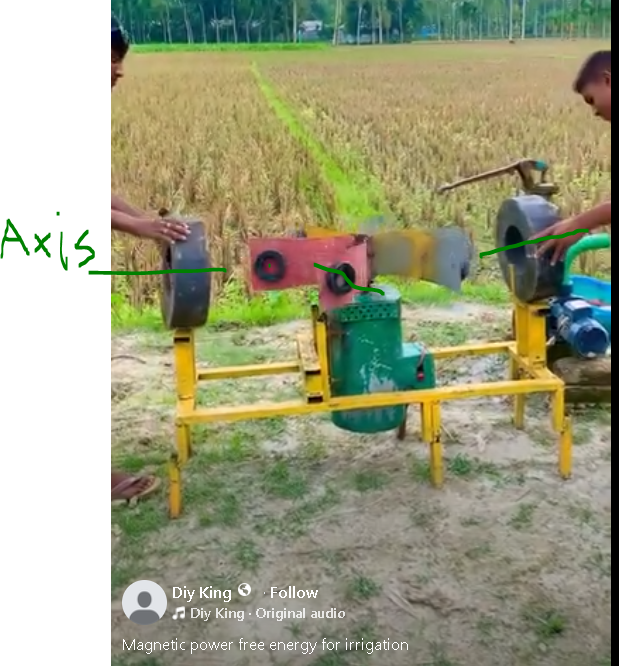 Axis
Diy King · Follow
Diy King · Original audio
Magnetic power free energy for irrigation